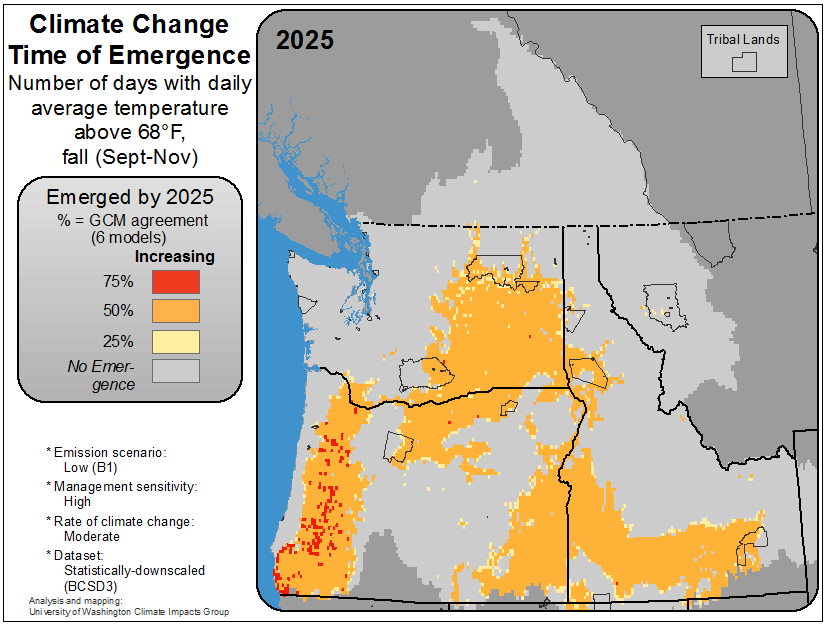 Climate Change
Time of Emergence
Number of days with daily
average temperature
above 68°F,
fall (Sept-Nov)
Emerged by 2025
% = GCM agreement
(6 models)
Increasing
75%
50%
25%
No Emer-
gence
* Emission scenario:
Low (B1)
* Management sensitivity:
High
* Rate of climate change:
Moderate
* Dataset:
Statistically-downscaled
(BCSD3)
Analysis and mapping:
University of Washington Climate Impacts Group
2025
Tribal Lands